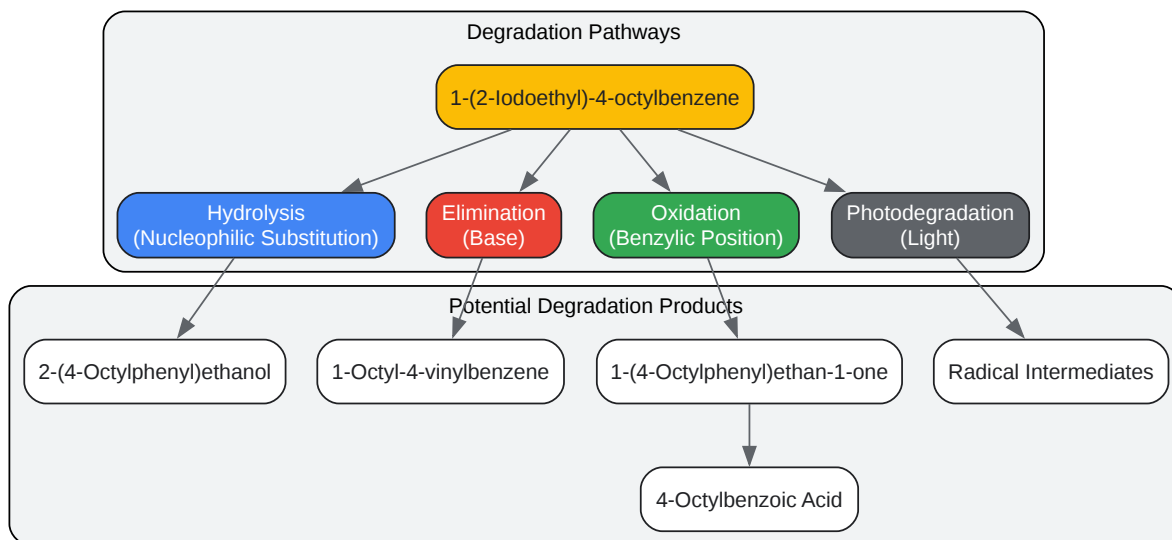 Degradation Pathways
1-(2-Iodoethyl)-4-octylbenzene
Hydrolysis
(Nucleophilic Substitution)
Elimination
(Base)
Oxidation
(Benzylic Position)
Photodegradation
(Light)
Potential Degradation Products
2-(4-Octylphenyl)ethanol
1-Octyl-4-vinylbenzene
1-(4-Octylphenyl)ethan-1-one
Radical Intermediates
4-Octylbenzoic Acid